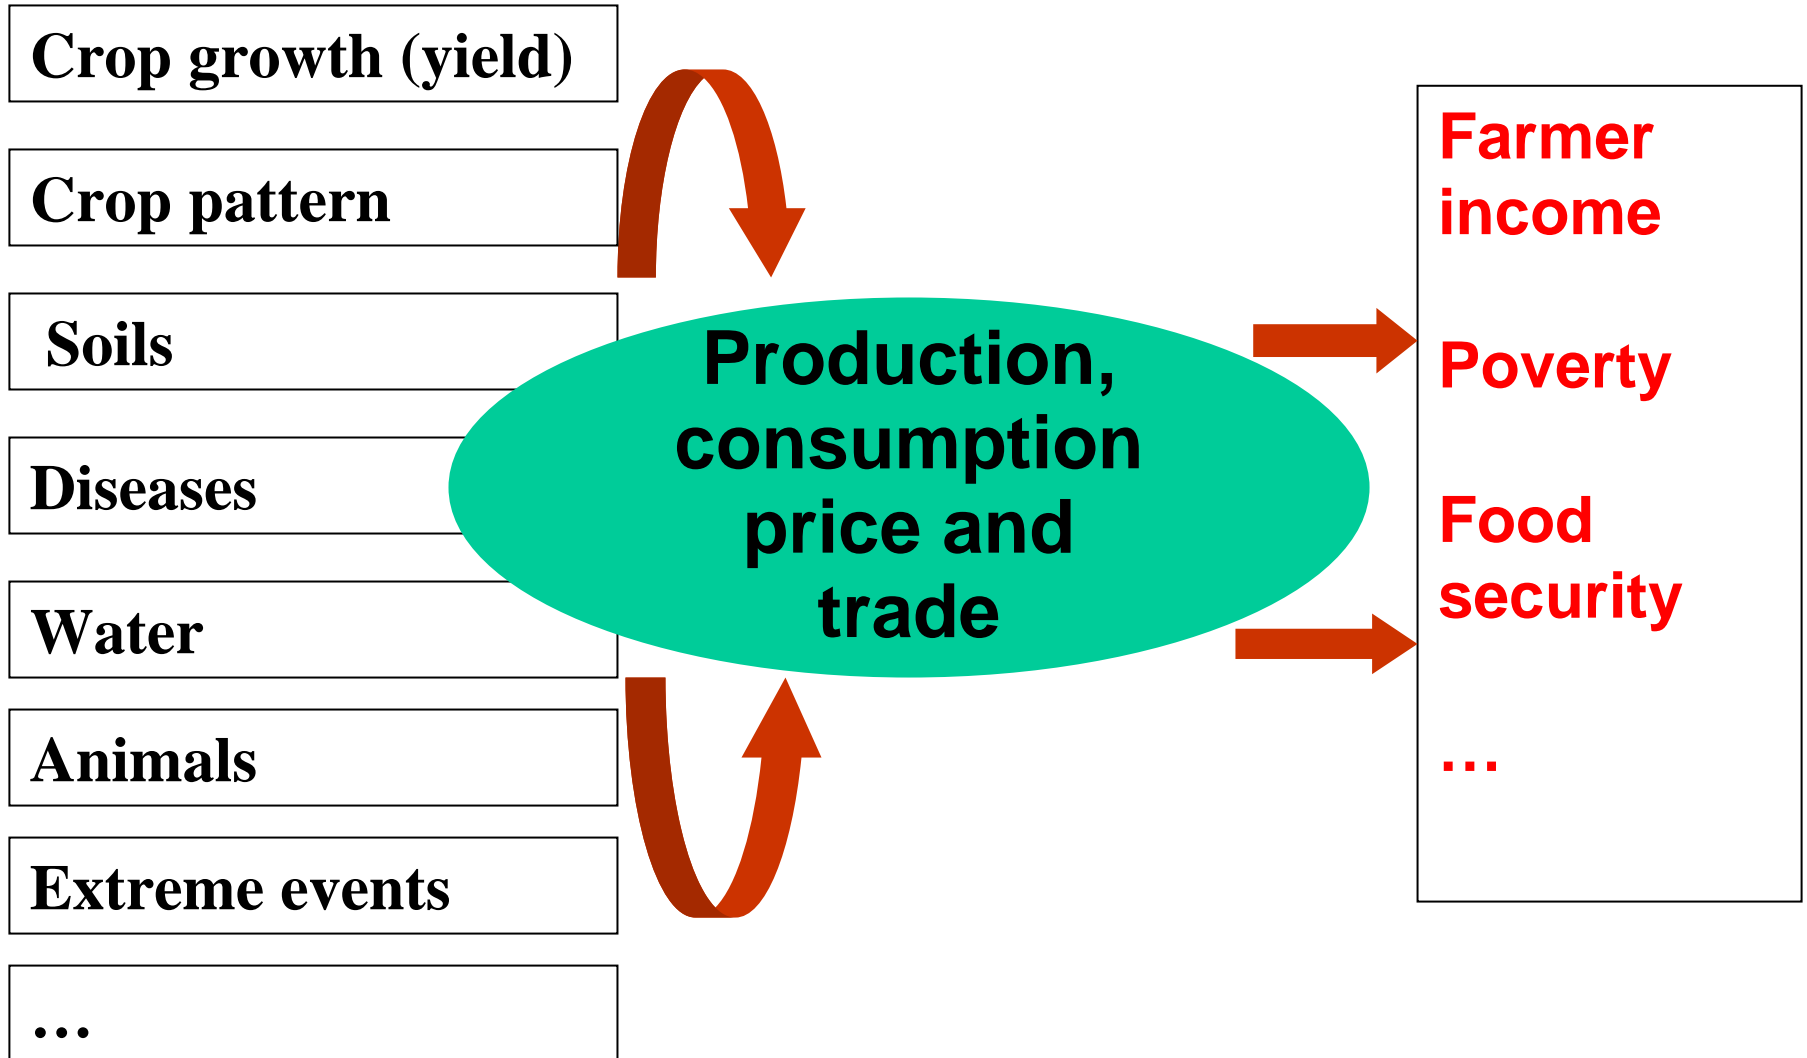 Crop growth (yield)
Crop pattern
Soils
Diseases
Water
Animals
Extreme events
…
Production,
consumption
price and
trade
Farmer
income
Poverty
Food
security
…